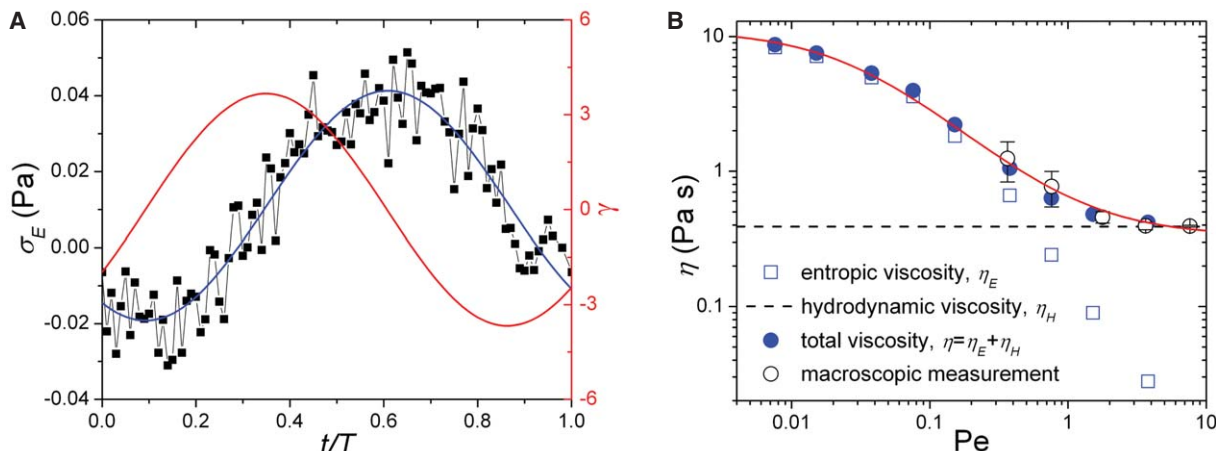 A
0.06
0.04
0.02
0.00
-0.02
-0.04
σE (Pa)
0.0
0.2
0.4
0.6
0.8
1.0
t/T
6
3
0
-3
-6
γ
B
10
1
0.1
η (Pa s)
entropic viscosity, ηE
hydrodynamic viscosity, ηH
total viscosity, η=ηE+ηH
macroscopic measurement
0.01
0.1
1
10
Pe